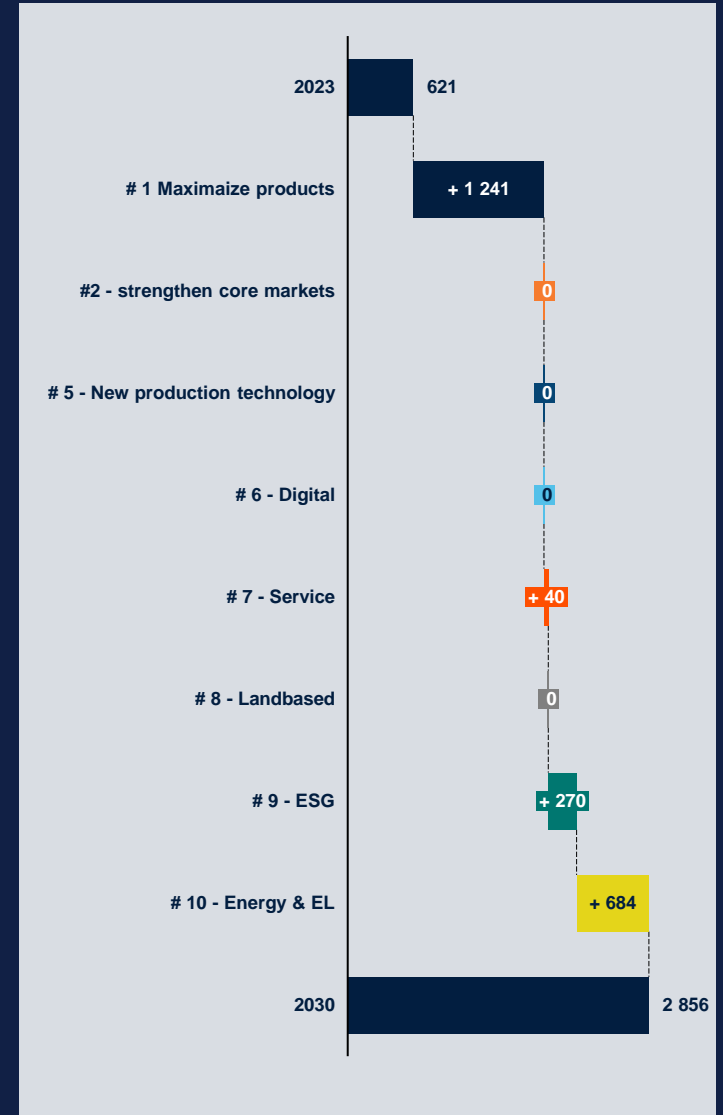 2023 621
# 1 Maximaize products + 1 241
#2 - strengthen core markets 0
# 5 - New production technology 0
# 6 - Digital 0
# 7 - Service + 40
# 8 - Landbased 0
# 9 - ESG + 270
# 10 - Energy & EL + 684
2030 2 856